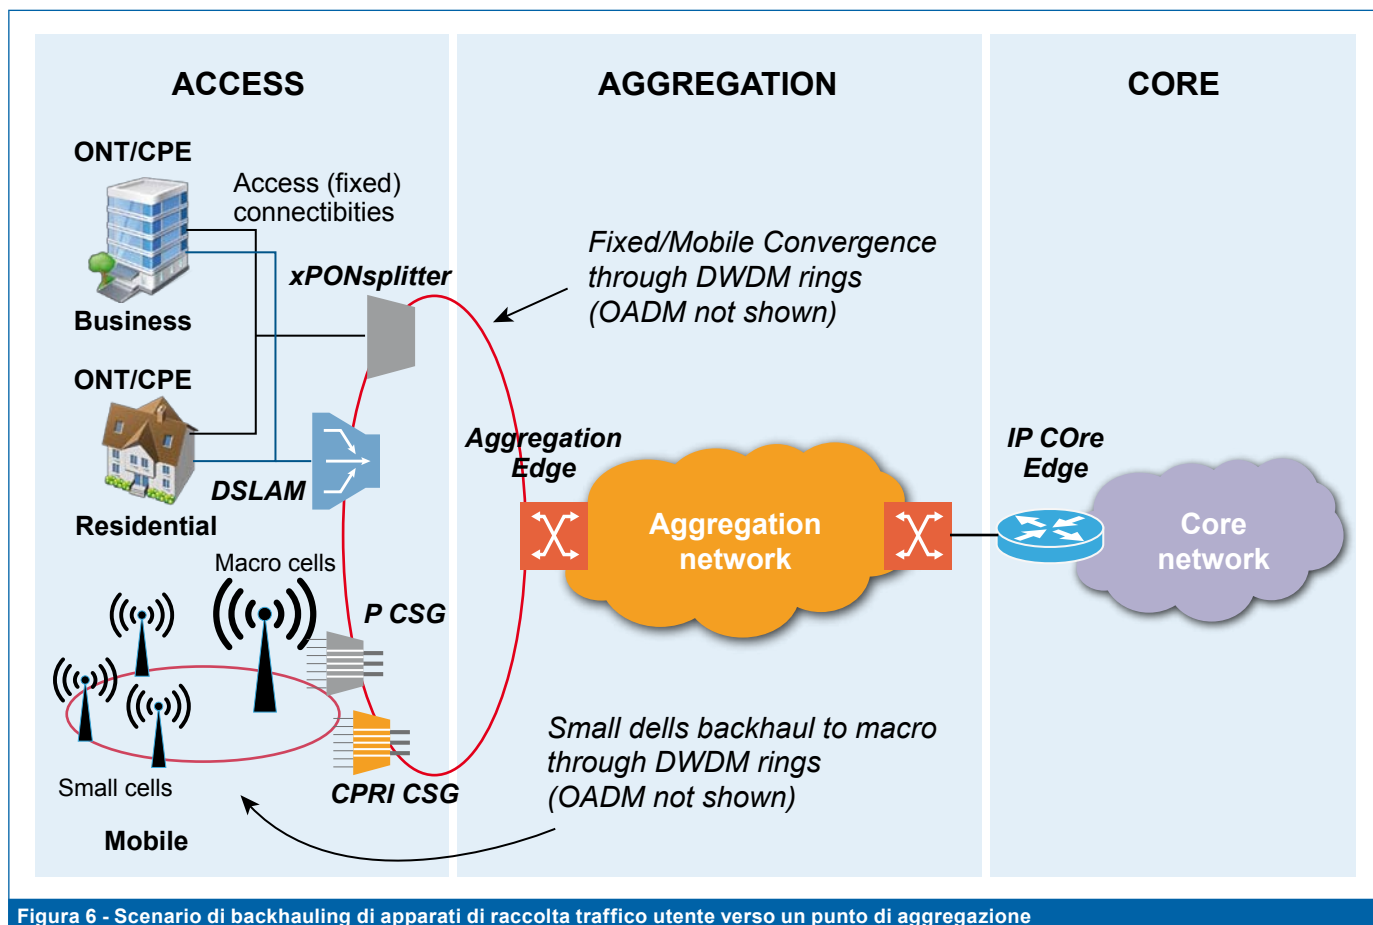 ACCESS
AGGREGATION
CORE
ONT/CPE
Access (fixed)
connectibities
Business
xPONsplitter
Fixed/Mobile Convergence
through DWDM rings
(OADM not shown)
ONT/CPE
Residential
DSLAM
Aggregation
Edge
Aggregation
network
IP COre
Edge
Core
network
Macro cells
P CSG
Small cells
CPRI CSG
Mobile
Small dells backhaul to macro
through DWDM rings
(OADM not shown)
Figura 6 - Scenario di backhauling di apparati di raccolta traffico utente verso un punto di aggregazione